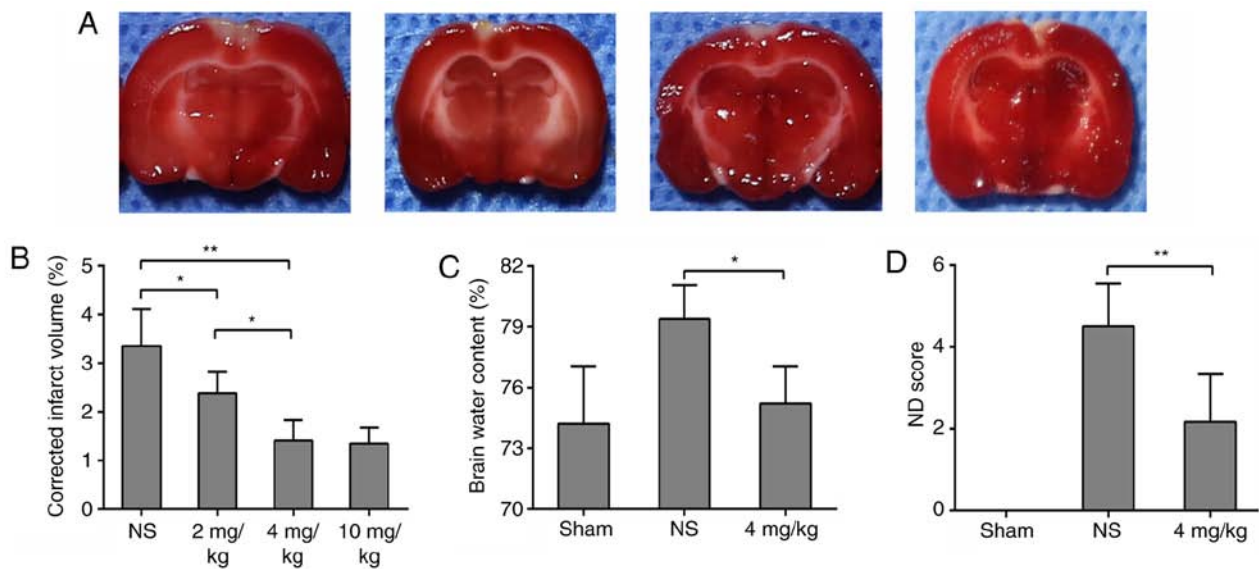 A
B
Corrected infarct volume (%)
5
4
3
2
1
0
**
*
*
NS
2 mg/
kg
4 mg/
kg
10 mg/
kg
C
Brain water content (%)
82
79
76
73
70
*
Sham
NS
4 mg/kg
D
ND score
6
4
2
0
**
Sham
NS
4 mg/kg